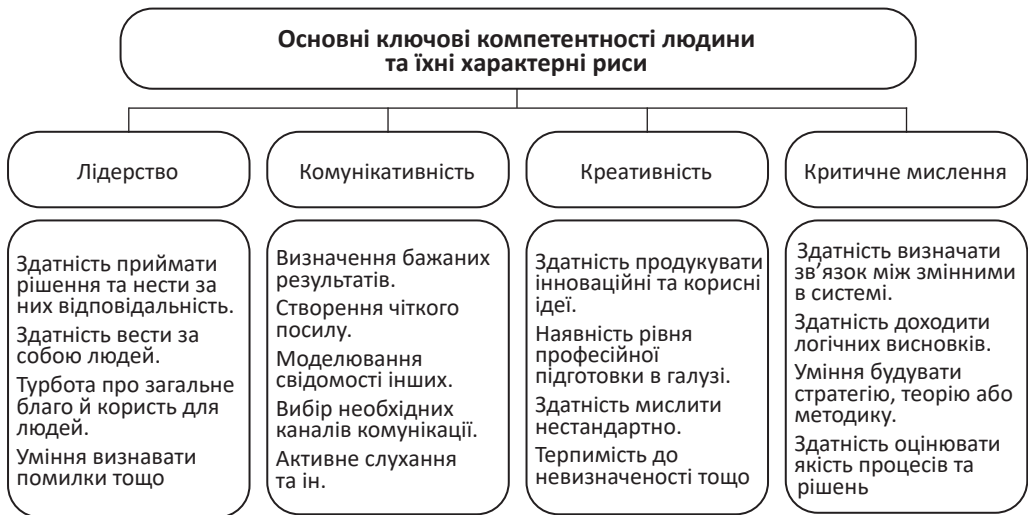 Основні ключові компетентності людини
та їхні характерні риси
Лідерство
Комунікативність
Креативність
Критичне мислення
Здатність приймати
рішення та нести за
них відповідальність.
Здатність вести за
собою людей.
Турбота про загальне
благо й користь для
людей.
Уміння визнавати
помилки тощо
Визначення бажаних
результатів.
Створення чіткого
посилу.
Моделювання
свідомості інших.
Вибір необхідних
каналів комунікації.
Активне слухання
та ін.
Здатність продукувати
інноваційні та корисні
ідеї.
Наявність рівня
професійної
підготовки в галузі.
Здатність мислити
нестандартно.
Терпимість до
невизначеності тощо
Здатність визначати
зв’язок між змінними
в системі.
Здатність доходити
логічних висновків.
Уміння будувати
стратегію, теорію або
методику.
Здатність оцінювати
якість процесів та
рішень